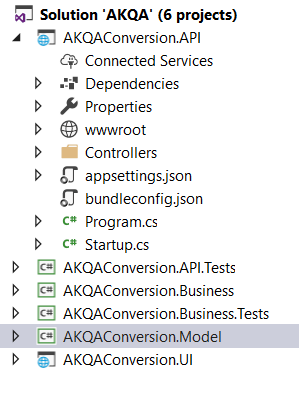 Solution 'AKQA' (6 projects)
AKQAConversion.API
Connected Services
Dependencies
Properties
wwwroot
Controllers
appsettings.json
bundleconfig.json
C# Program.cs
C# Startup.cs
C# AKQAConversion.API.Tests
C# AKQAConversion.Business
C# AKQAConversion.Business.Tests
C# AKQAConversion.Model
AKQAConversion.UI